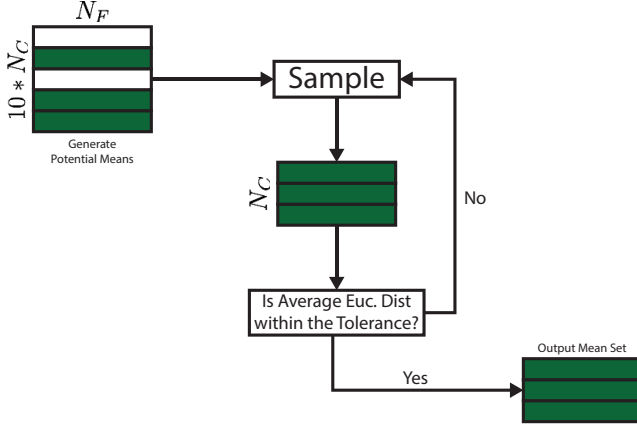 N_F
10 * N_C
Generate
Potential Means
Sample
N_C
No
Is Average Euc. Dist
within the Tolerance?
Yes
Output Mean Set